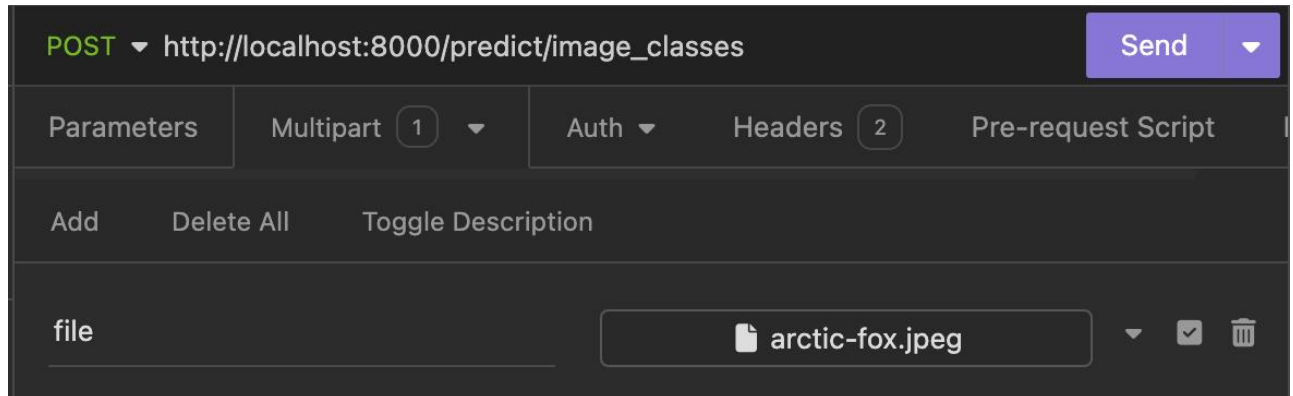 POST http://localhost:8000/predict/image_classes Send
Parameters Multipart 1 Auth Headers 2 Pre-request Script
Add Delete All Toggle Description
file arctic-fox.jpeg